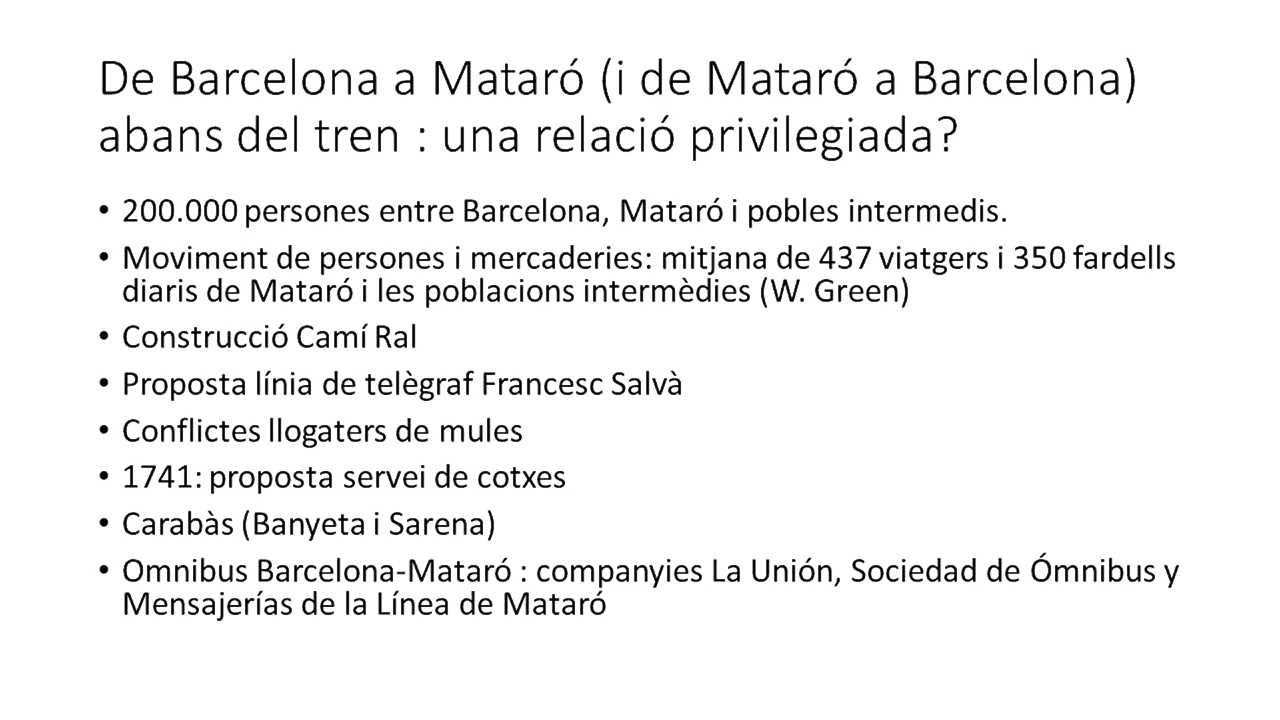 De Barcelona a Mataró (i de Mataró a Barcelona)
abans del tren : una relació privilegiada?
• 200.000 persones entre Barcelona, Mataró i pobles intermedis.
• Moviment de persones i mercaderies: mitjana de 437 viatgers i 350 fardells
diaris de Mataró i les poblacions intermèdies (W. Green)
• Construcció Camí Ral
• Proposta línia de telègraf Francesc Salvà
• Conflictes llogaters de mules
• 1741: proposta servei de cotxes
• Carabàs (Banyeta i Sarena)
• Omnibus Barcelona-Mataró : companyies La Unión, Sociedad de Ómnibus y
Mensajerías de la Línea de Mataró